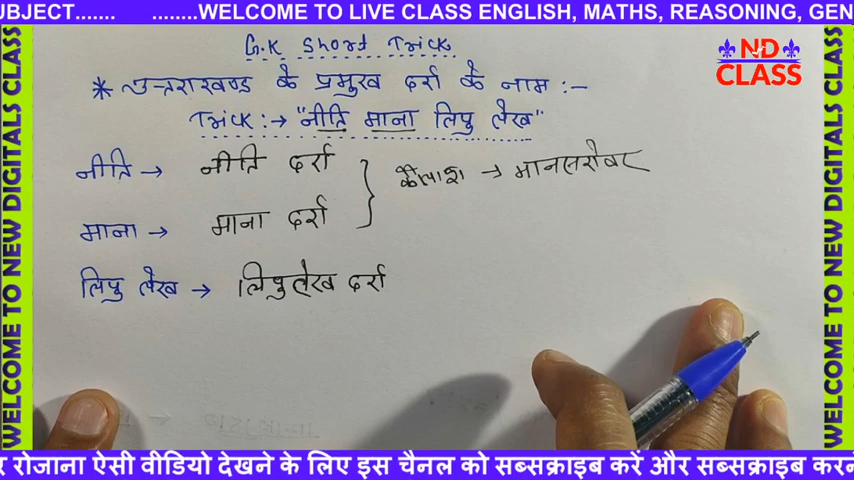 UBJECT....... ........WELCOME TO LIVE CLASS ENGLISH, MATHS, REASONING, GEN
G.K Short Trick
ND CLASS
* उत्तराखण्ड के प्रमुख दर्रा के नाम :-
Trick :→ "नीति माना लिपु लेख"
नीति → नीति दर्रा
कैलाश → मानसरोवर
माना → माना दर्रा
लिपु लेख → लिपुलेख दर्रा
WELCOME TO NEW DIGITALS CLASS
WELCOME TO NEW DIGITALS CLASS
र रोजाना ऐसी वीडियो देखने के लिए इस चैनल को सब्सक्राइब करें और सब्सक्राइब करन